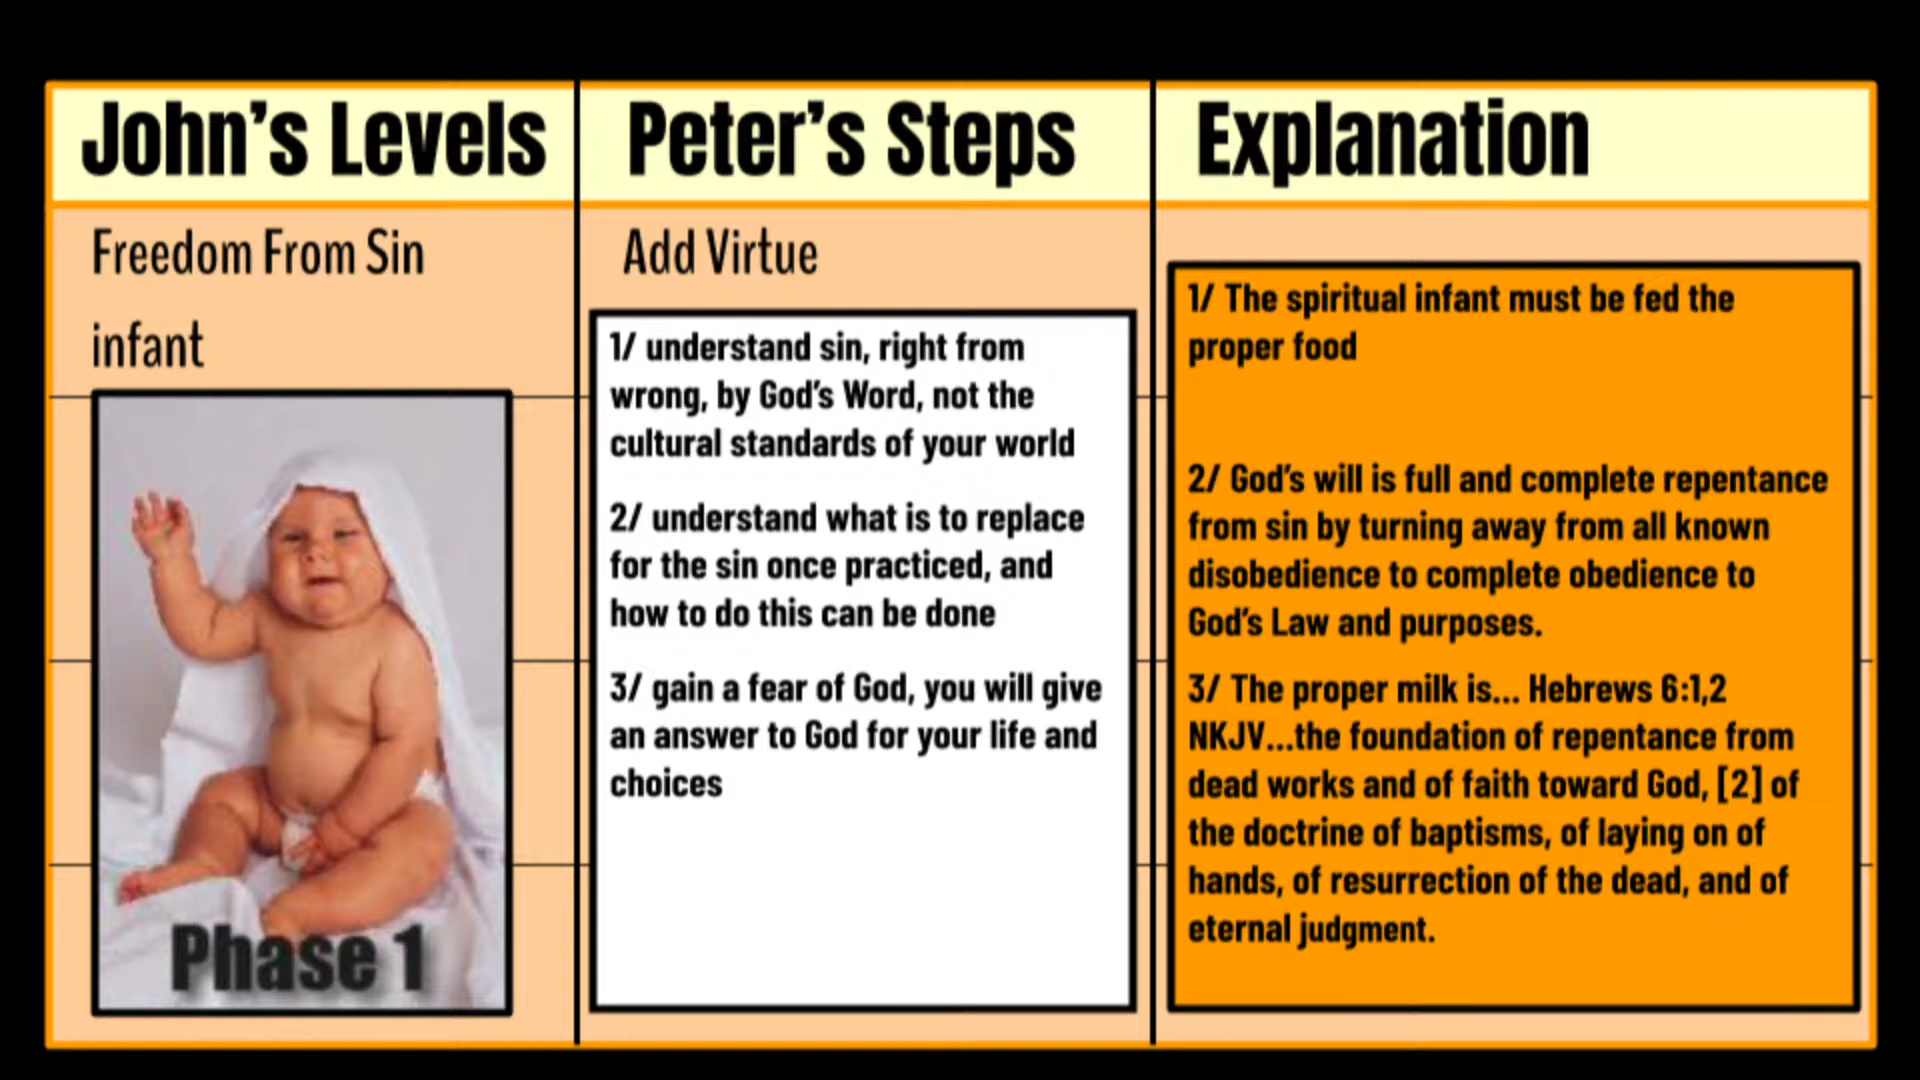 John's Levels
Peter's Steps
Explanation
Freedom From Sin
infant
Phase 1
Add Virtue
1/ understand sin, right from
wrong, by God's Word, not the
cultural standards of your world
2/ understand what is to replace
for the sin once practiced, and
how to do this can be done
3/ gain a fear of God, you will give
an answer to God for your life and
choices
1/ The spiritual infant must be fed the
proper food
2/ God's will is full and complete repentance
from sin by turning away from all known
disobedience to complete obedience to
God's Law and purposes.
3/ The proper milk is... Hebrews 6:1,2
NKJV...the foundation of repentance from
dead works and of faith toward God, [2] of
the doctrine of baptisms, of laying on of
hands, of resurrection of the dead, and of
eternal judgment.